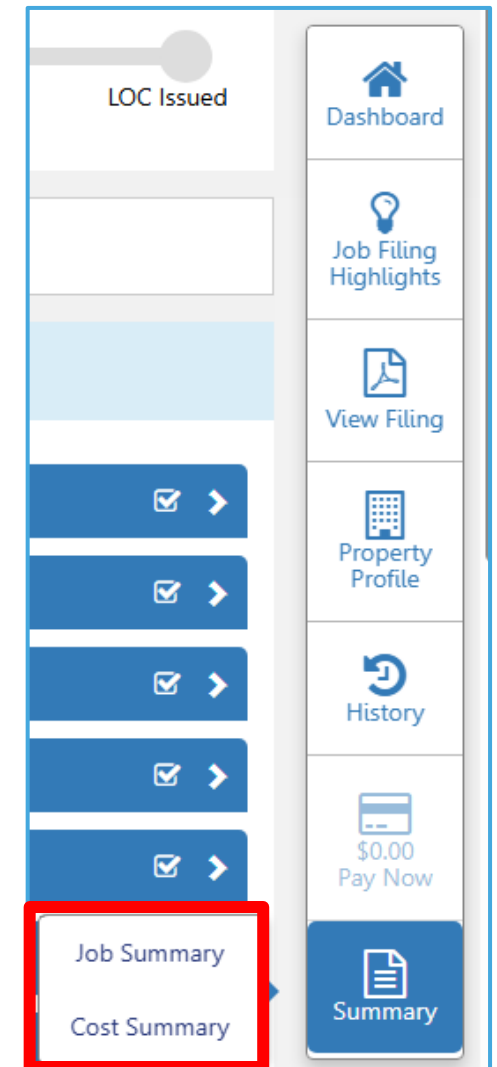 LOC Issued
Dashboard
Job Filing
Highlights
View Filing
Property
Profile
History
$0.00
Pay Now
Summary
Job Summary
Cost Summary